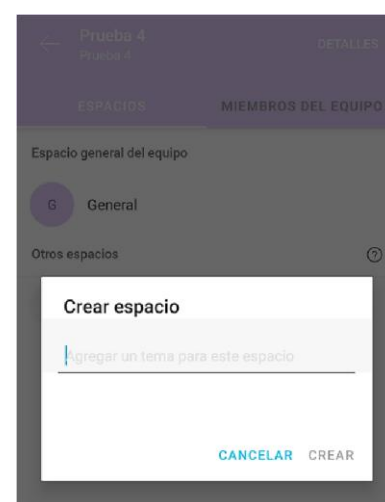 Prueba 4
Prueba 4
DETALLES
ESPACIOS
MIEMBROS DEL EQUIPO
Espacio general del equipo
G
General
Otros espacios
?
Crear espacio
Agregar un tema para este espacio
CANCELAR CREAR